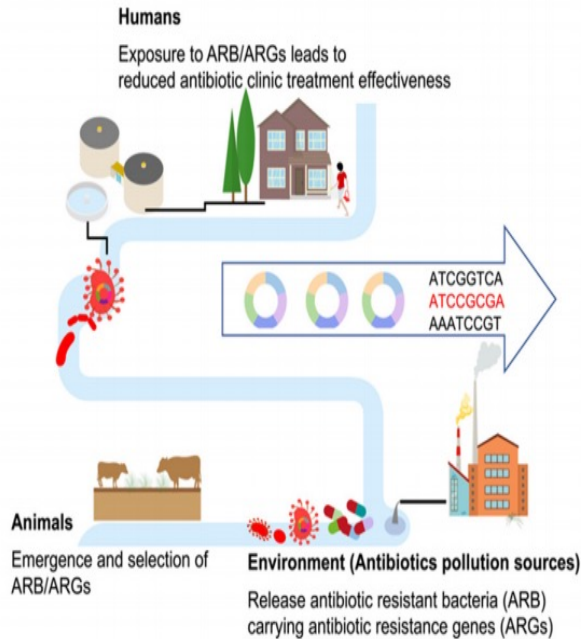 Humans
Exposure to ARB/ARGs leads to
reduced antibiotic clinic treatment effectiveness
ATCGGTCA
ATCCGCGA
AAATCCGT
Animals
Emergence and selection of
ARB/ARGs
Environment (Antibiotics pollution sources)
Release antibiotic resistant bacteria (ARB)
carrying antibiotic resistance genes (ARGs)